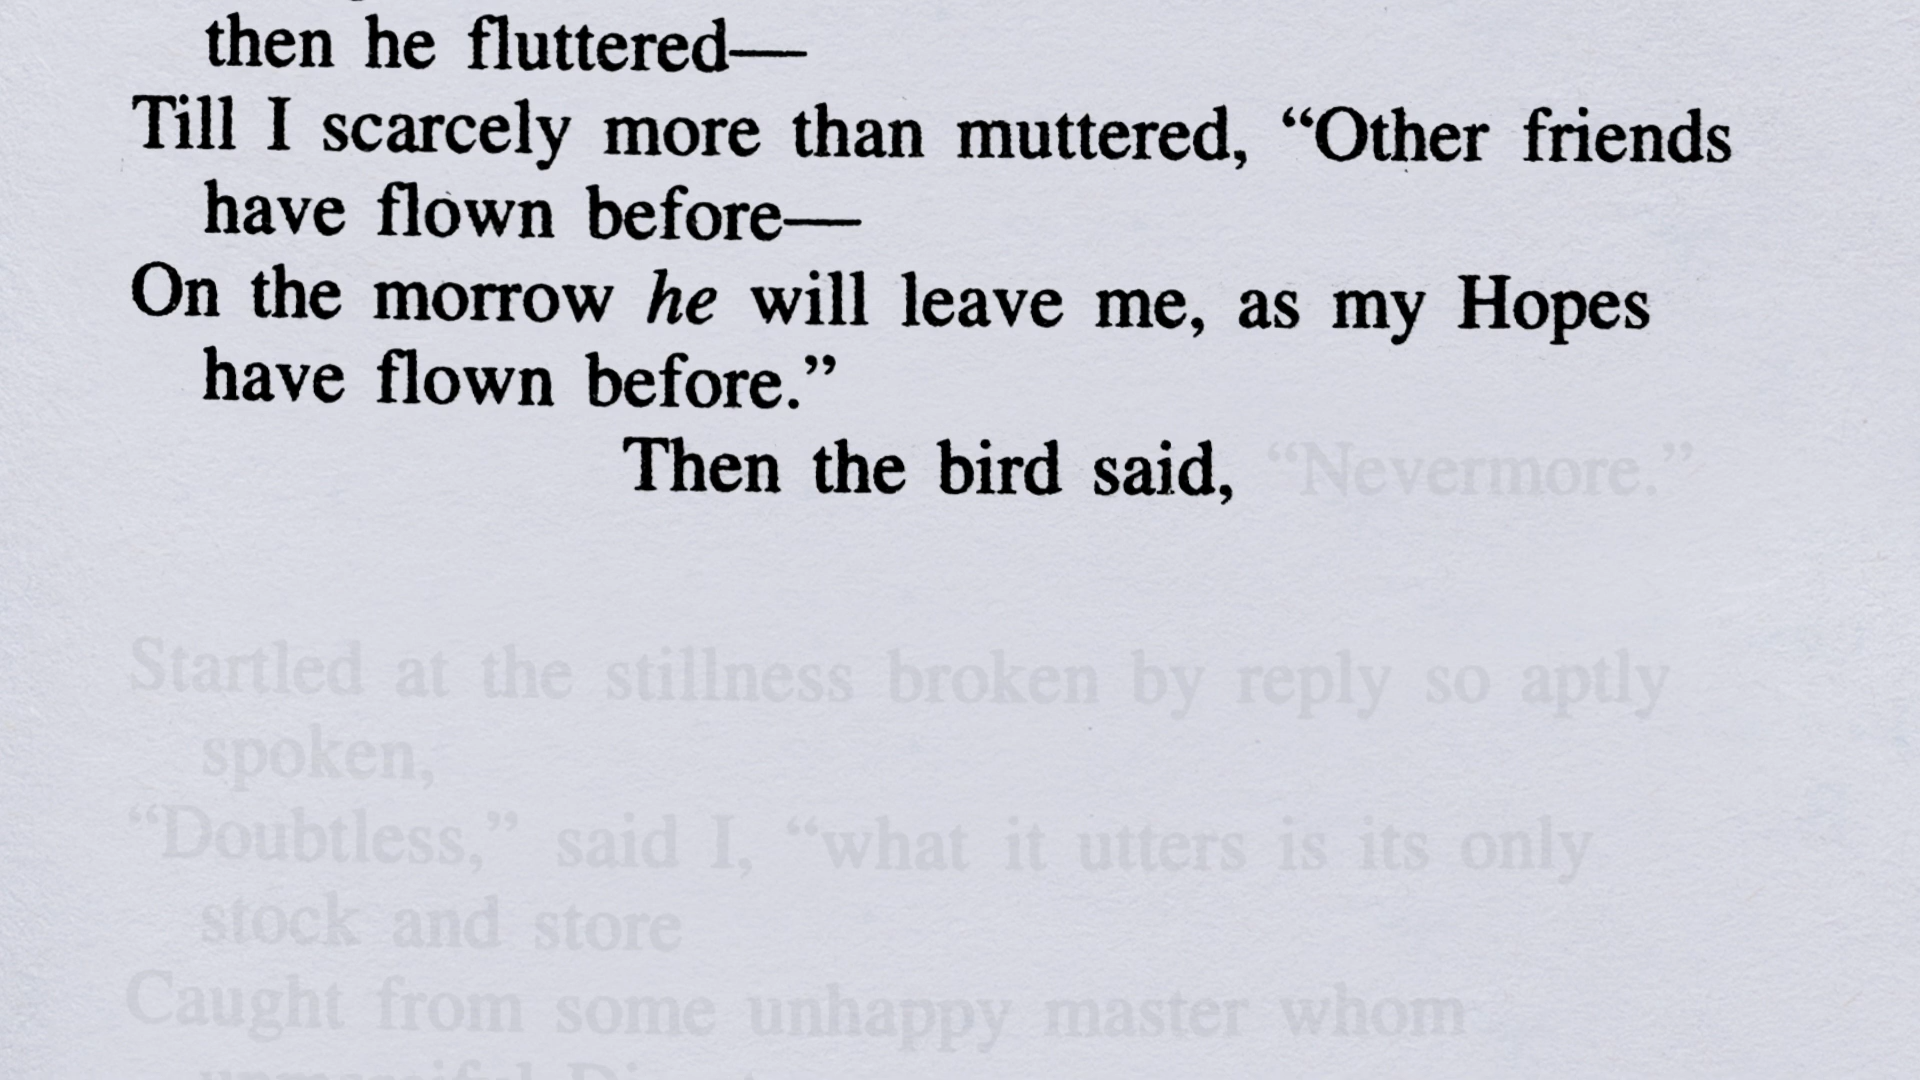 then he fluttered—
Till I scarcely more than muttered, “Other friends
have flown before—
On the morrow he will leave me, as my Hopes
have flown before.”
Then the bird said, “Nevermore.”
Startled at the stillness broken by reply so aptly
spoken,
“Doubtless,” said I, “what it utters is its only
stock and store
Caught from some unhappy master whom